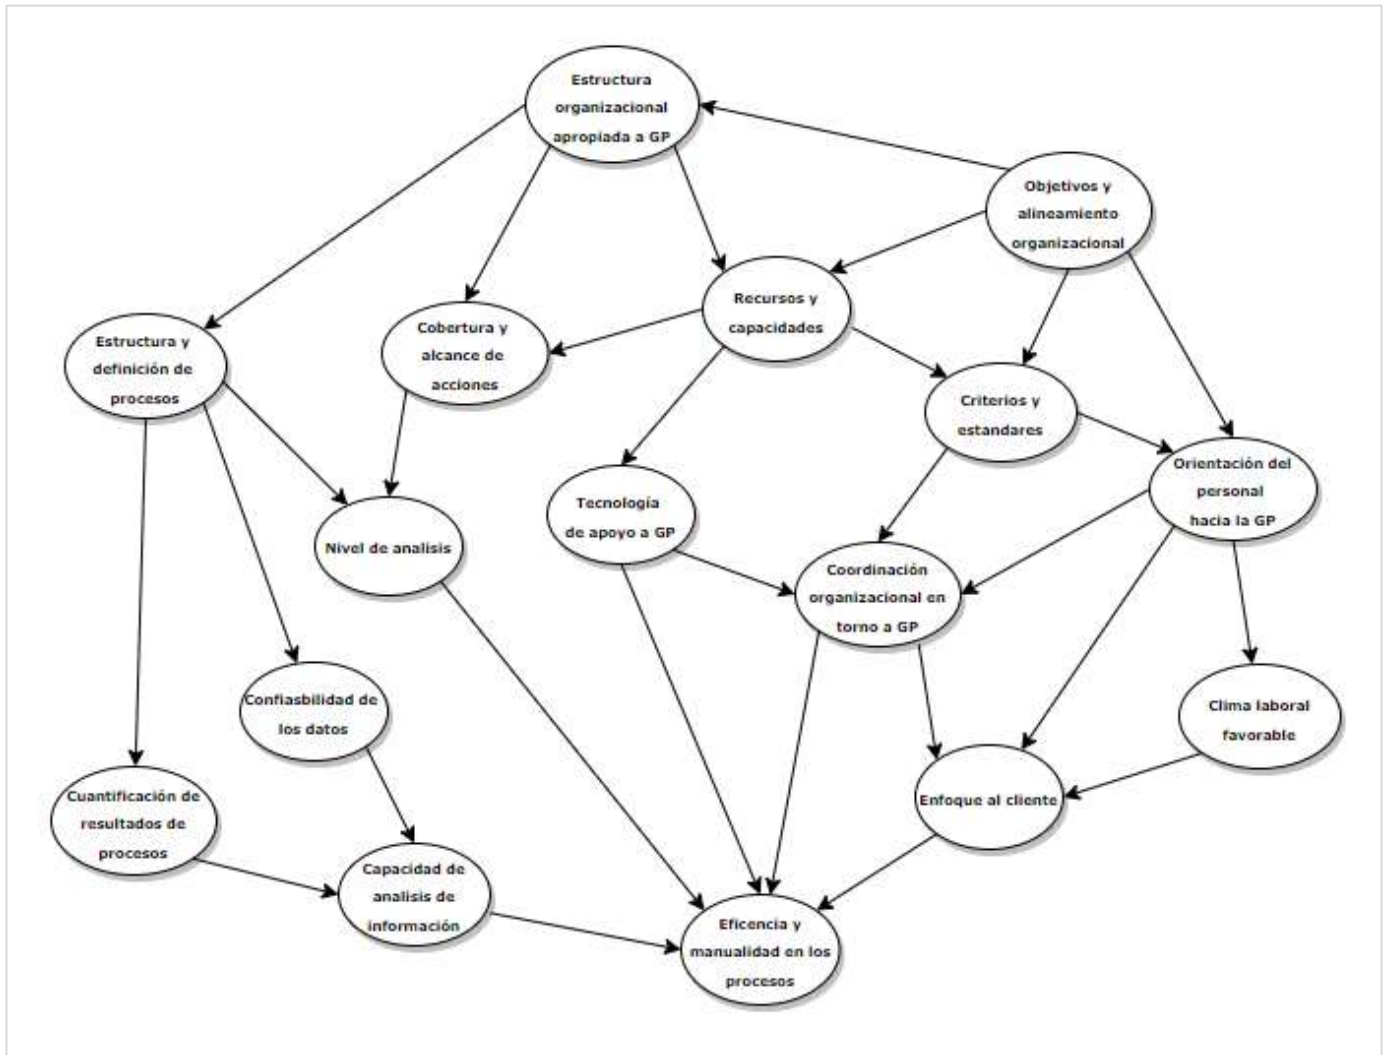 Estructura
organizacional
apropiada a GP
Objetivos y
alineamiento
organizacional
Recursos y
capacidades
Cobertura y
alcance de
acciones
Estructura y
definición de
procesos
Criterios y
estandares
Orientación del
personal
hacia la GP
Tecnología
de apoyo a GP
Nivel de analisis
Coordinación
organizacional en
torno a GP
Confiasbilidad de
los datos
Clima laboral
favorable
Enfoque al cliente
Cuantificación de
resultados de
procesos
Capacidad de
analisis de
información
Eficencia y
manualidad en los
procesos